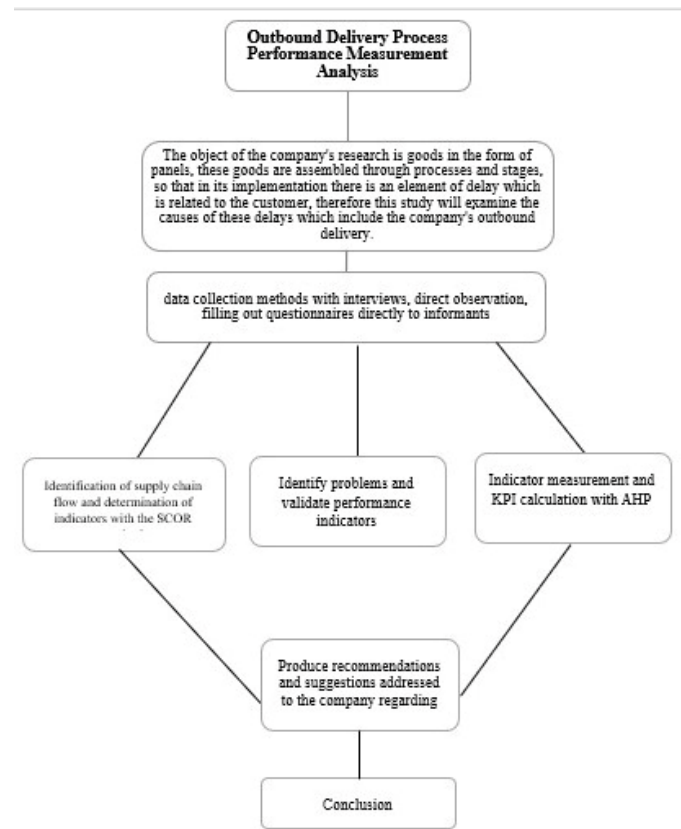 Outbound Delivery Process
Performance Measurement
Analysis
The object of the company's research is goods in the form of
panels, these goods are assembled through processes and stages,
so that in its implementation there is an element of delay which
is related to the customer, therefore this study will examine the
causes of these delays which include the company's outbound
delivery.
data collection methods with interviews, direct observation,
filling out questionnaires directly to informants
Identification of supply chain
flow and determination of
indicators with the SCOR
Identify problems and
validate performance
indicators
Indicator measurement and
KPI calculation with AHP
Produce recommendations
and suggestions addressed
to the company regarding
Conclusion